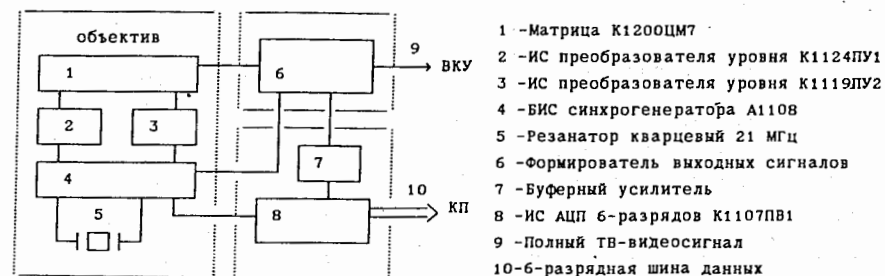 объектив
1
2
3
4
5
6
7
8
9
ВКУ
10
КП
1 -Матрица К1200ЦМ7
2 -ИС преобразователя уровня К1124ПУ1
3 -ИС преобразователя уровня К1119ПУ2
4 -БИС синхрогенератора А1108
5 -Резанатор кварцевый 21 МГц
6 -Формирователь выходных сигналов
7 -Буферный усилитель
8 -ИС АЦП 6-разрядов К1107ПВ1
9 -Полный ТВ-видеосигнал
10-6-разрядная шина данных